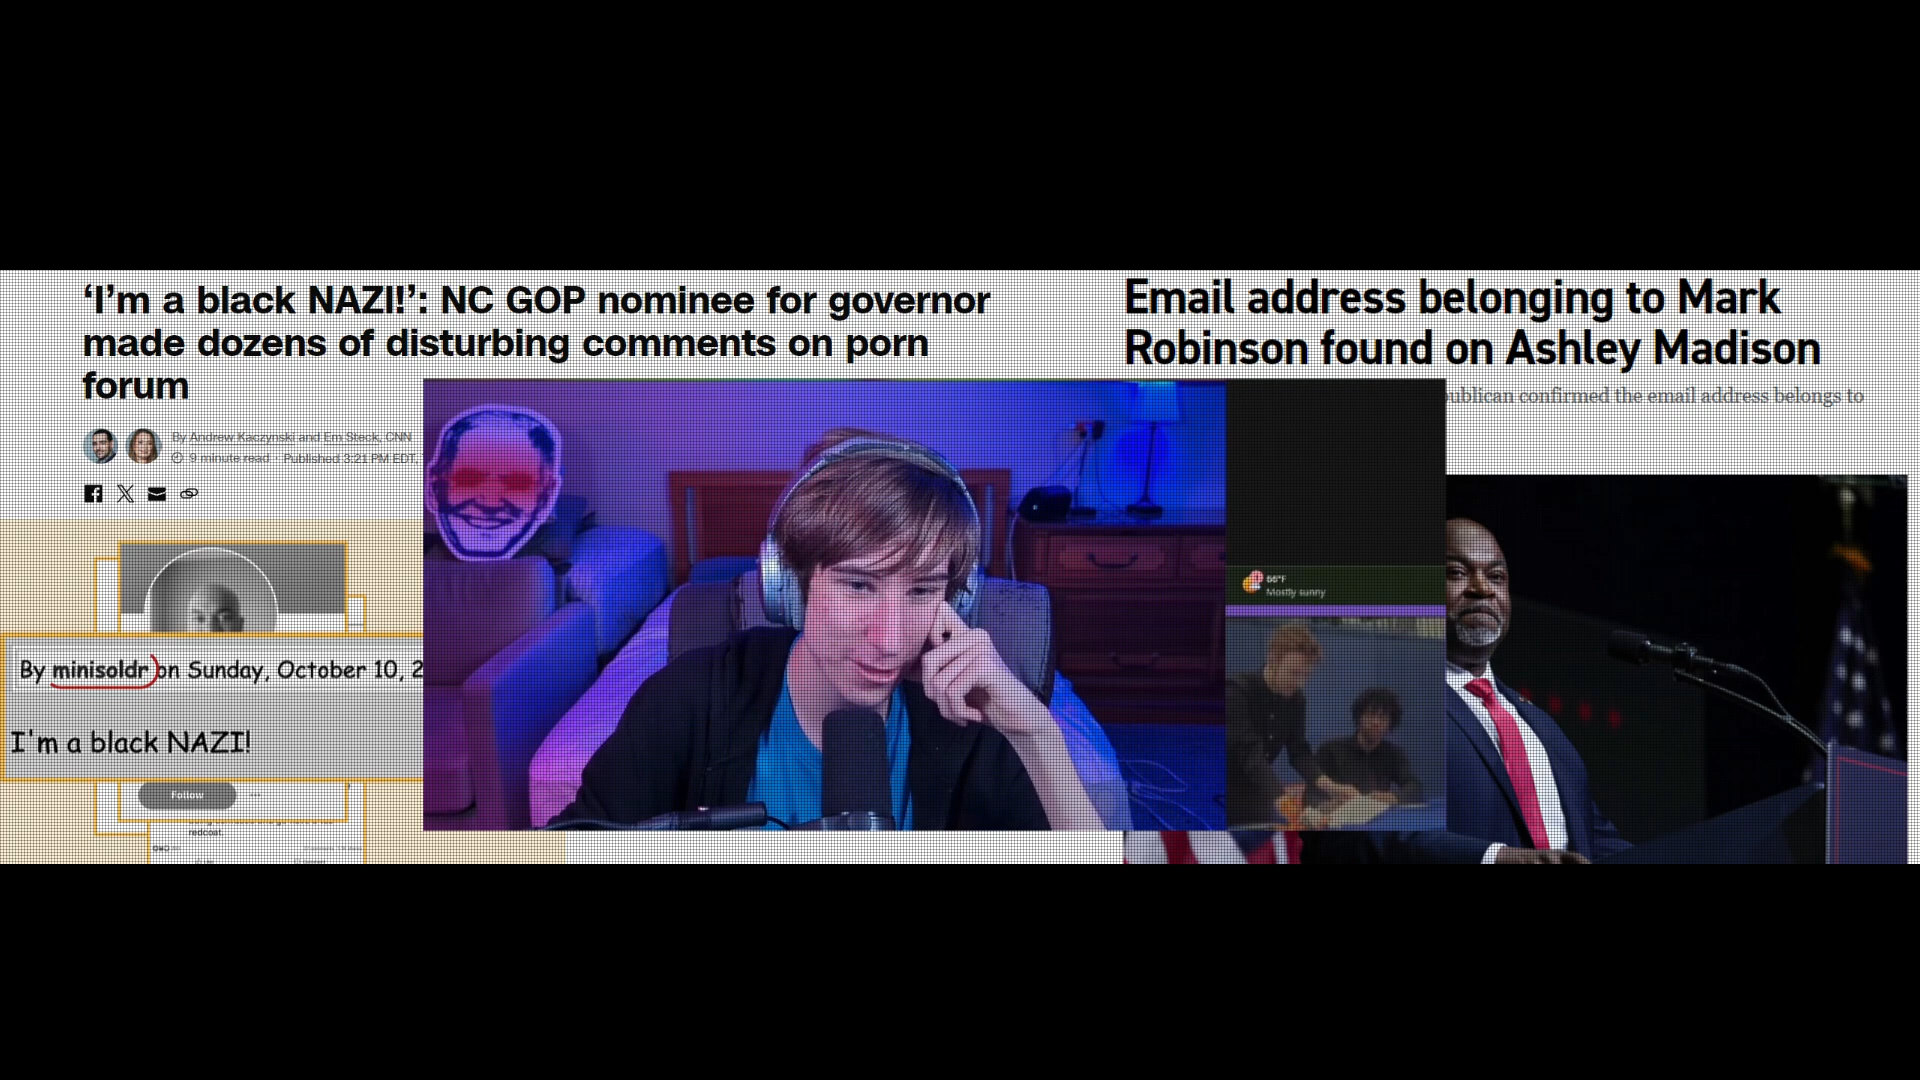 ‘I’m a black NAZI!’: NC GOP nominee for governor
made dozens of disturbing comments on porn
forum
By Andrew Kaczynski and Em Steck, CNN
9 minute read · Published 3:21 PM EDT,
By minisoldr on Sunday, October 10, 2
I'm a black NAZI!
Follow
redcoat.
Email address belonging to Mark
Robinson found on Ashley Madison
publican confirmed the email address belongs to
66°F
Mostly sunny